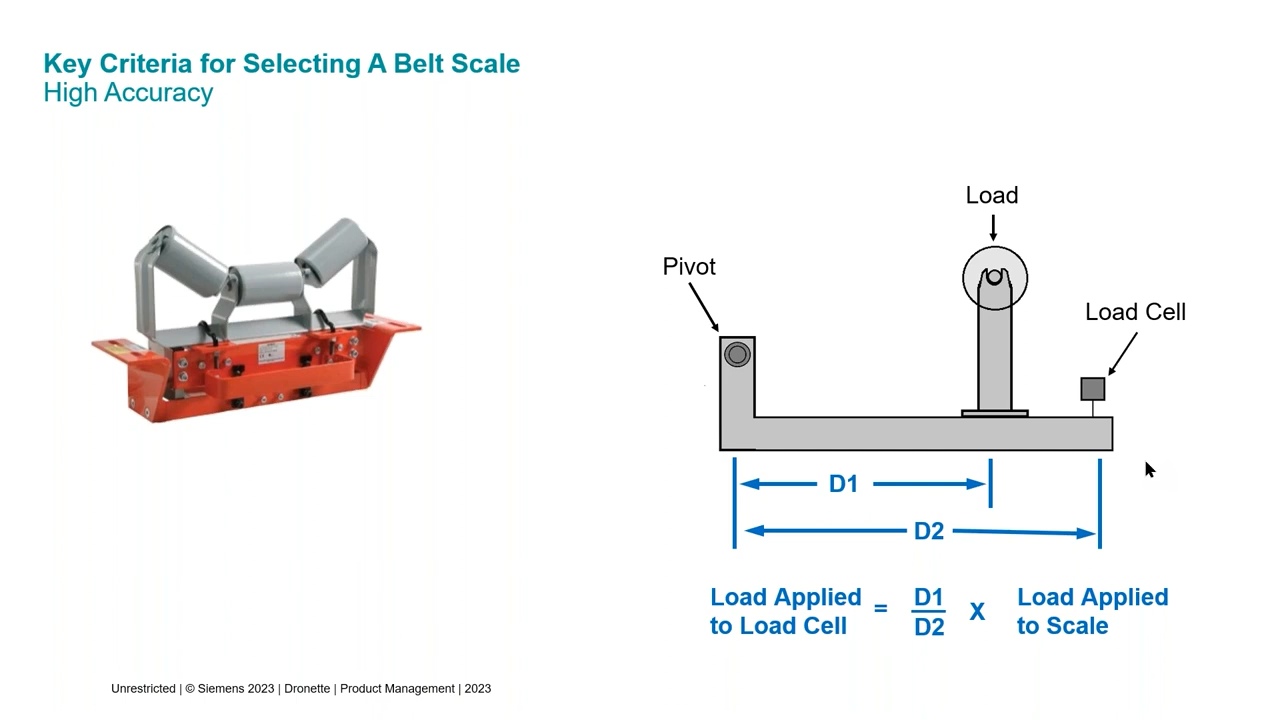 Key Criteria for Selecting A Belt Scale
High Accuracy
Load
Pivot
Load Cell
D1
D2
Load Applied
to Load Cell
=
D1
D2
X
Load Applied
to Scale
Unrestricted | © Siemens 2023 | Dronette | Product Management | 2023